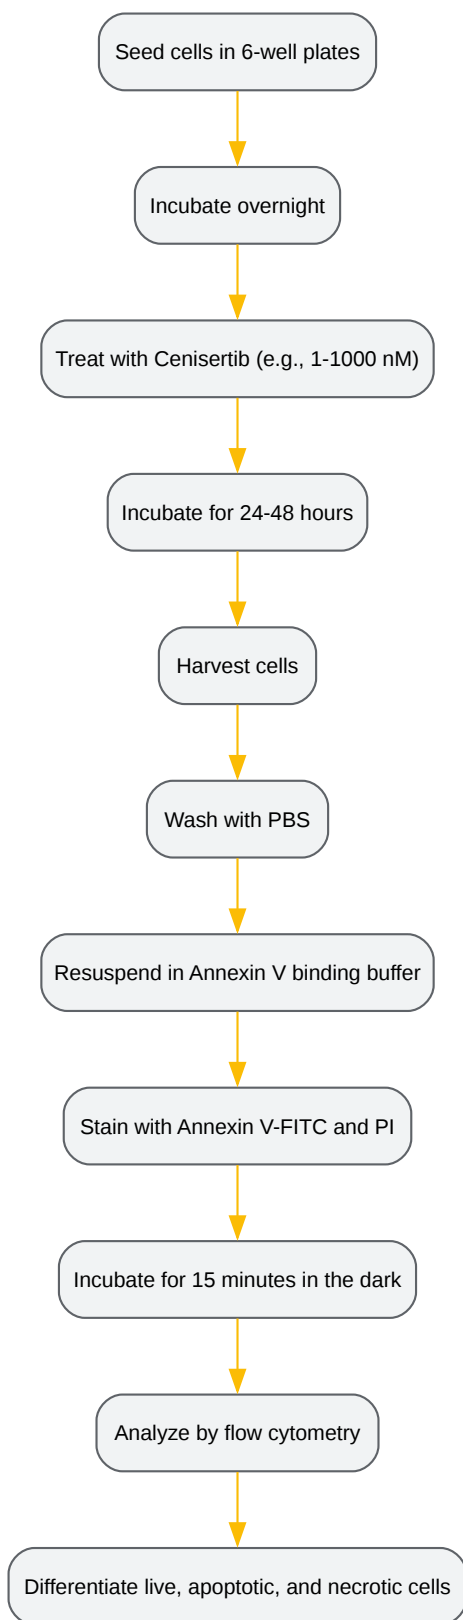 Seed cells in 6-well plates
Incubate overnight
Treat with Cenisertib (e.g., 1-1000 nM)
Incubate for 24-48 hours
Harvest cells
Wash with PBS
Resuspend in Annexin V binding buffer
Stain with Annexin V-FITC and PI
Incubate for 15 minutes in the dark
Analyze by flow cytometry
Differentiate live, apoptotic, and necrotic cells